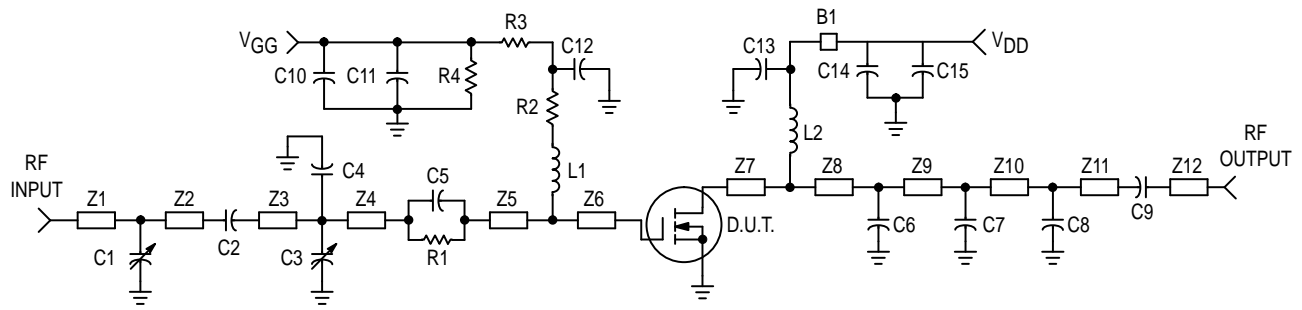 B1
R3
VGG
C12
C13
VDD
C10
C11
R4
C14
C15
R2
L2
RF
INPUT
C4
L1
RF
OUTPUT
C5
Z7
Z8
Z9
Z10
Z11
Z12
Z1
Z2
Z3
Z4
Z5
Z6
C9
D.U.T.
C6
C7
C8
C1
C2
C3
R1